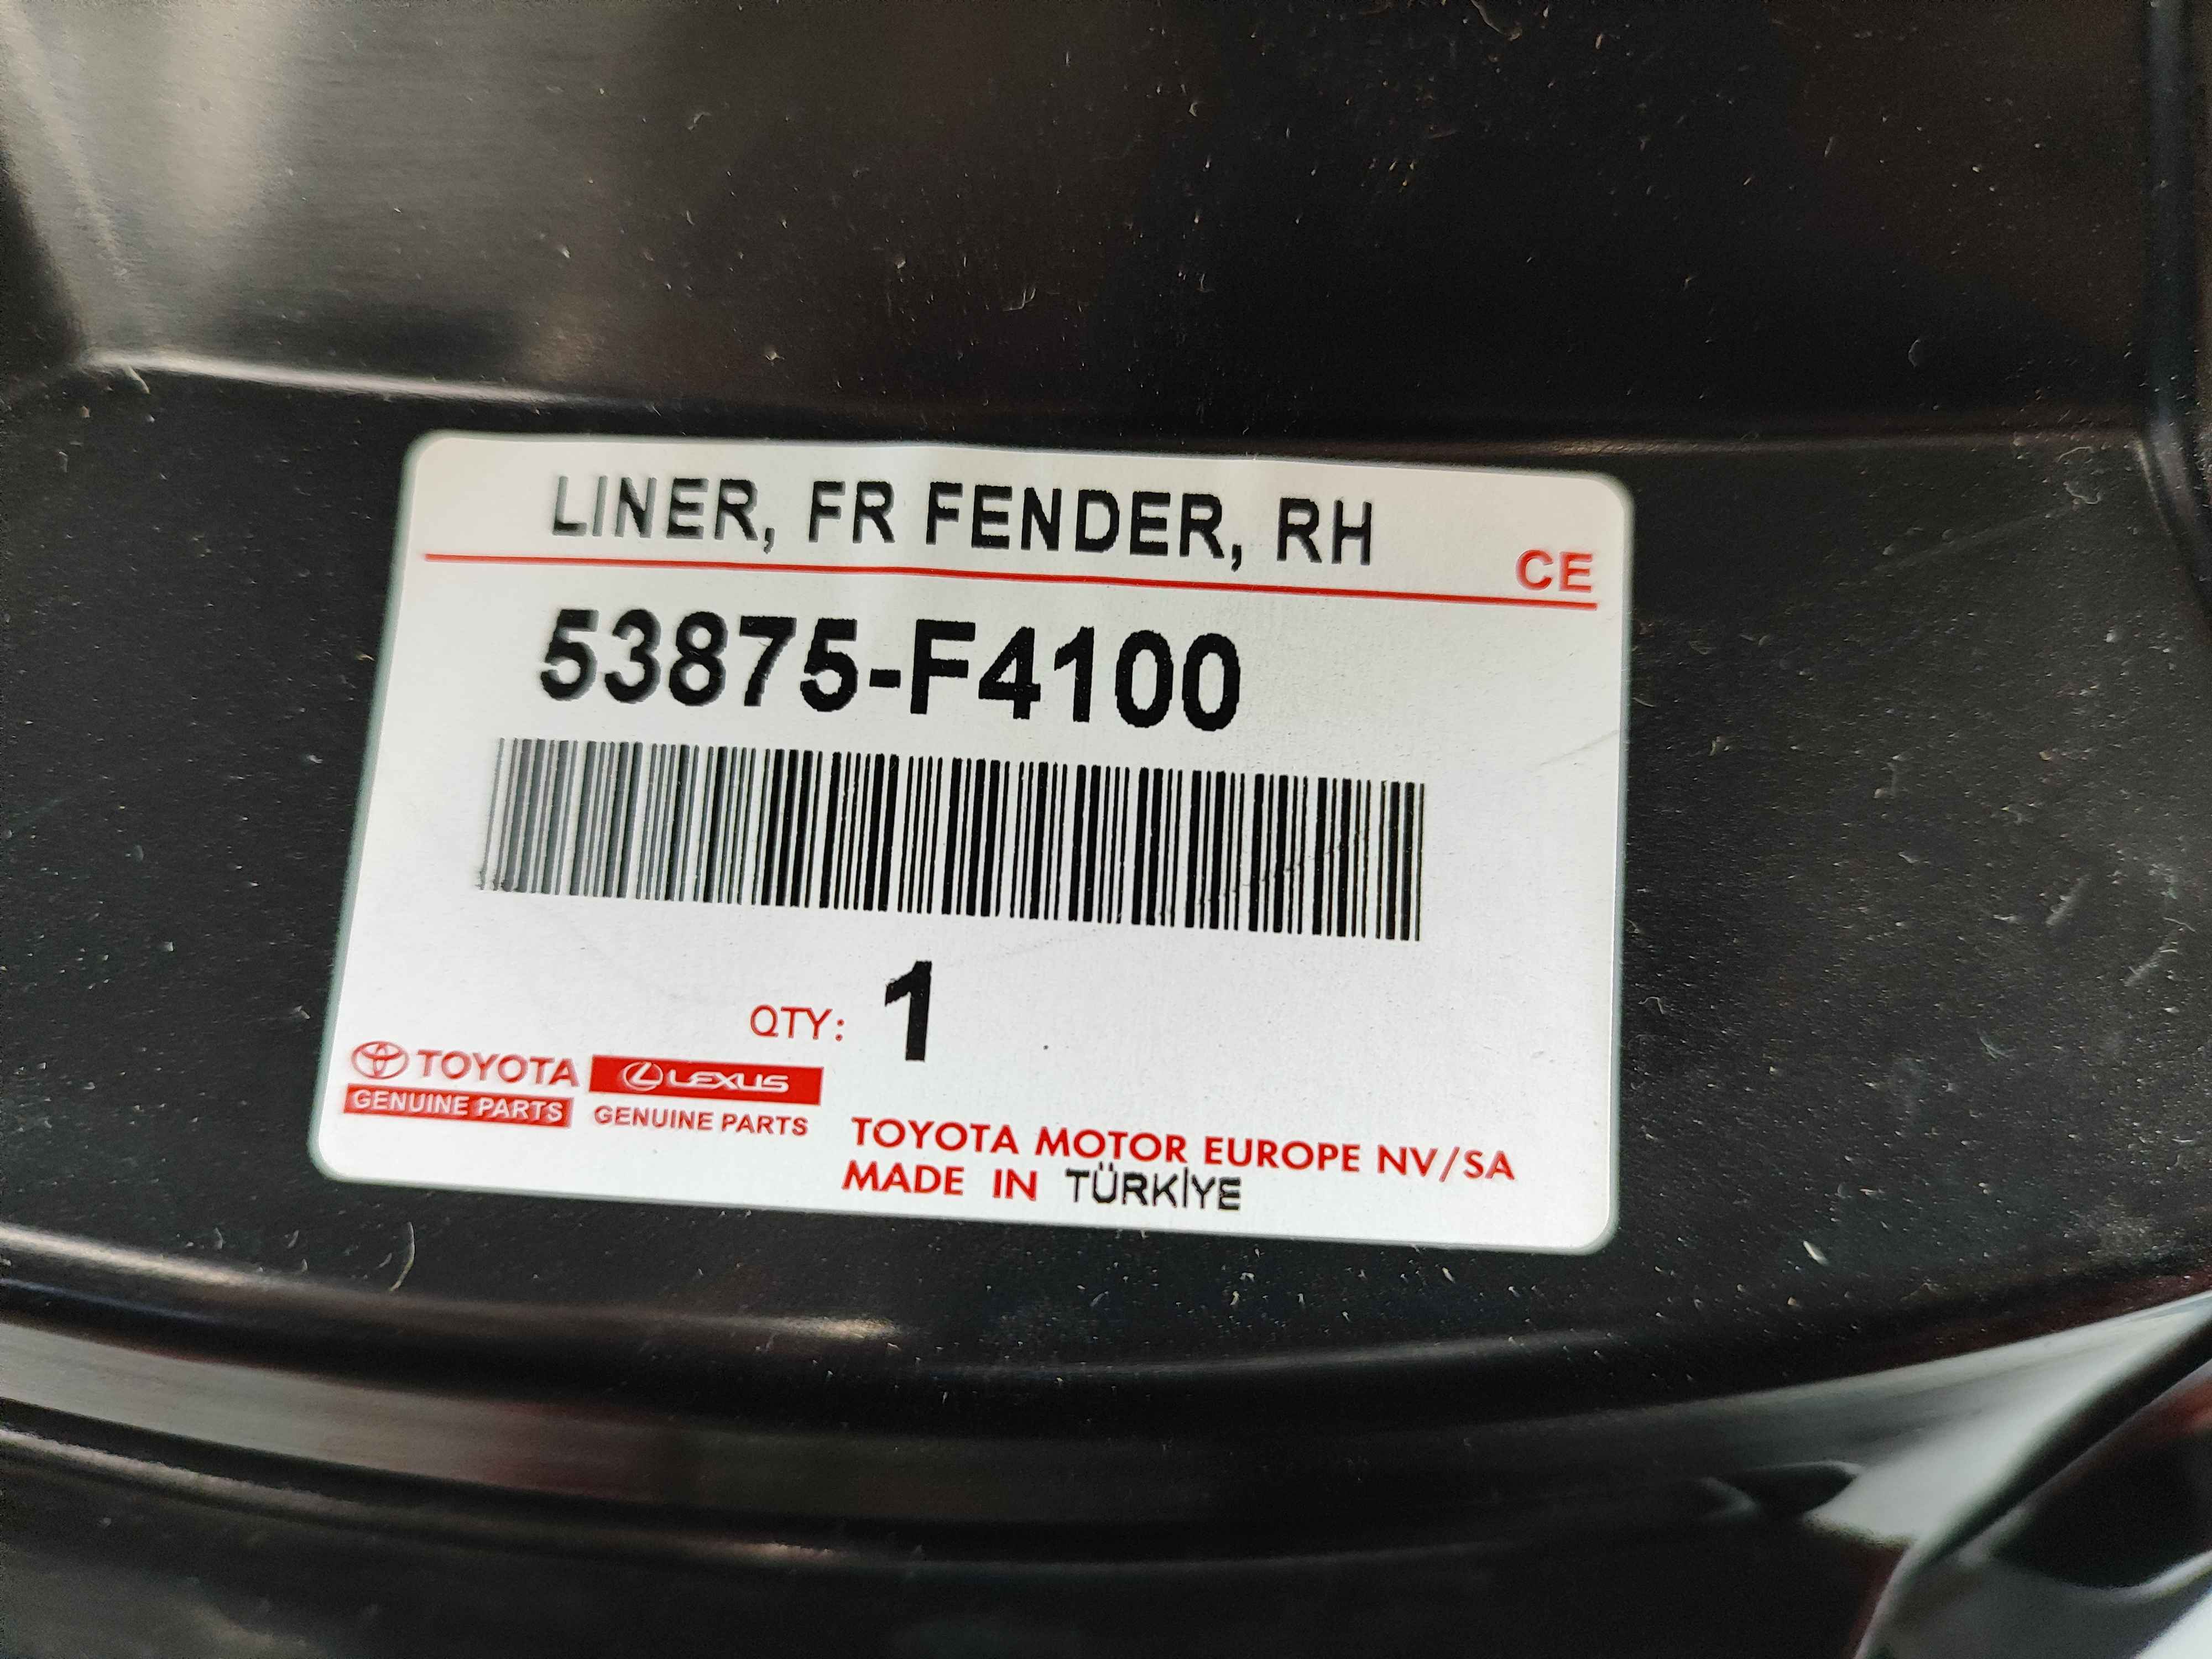 LINER, FR FENDER, RH
CE
53875-F4100
QTY: 1
TOYOTA
GENUINE PARTS
LEXUS
GENUINE PARTS
TOYOTA MOTOR EUROPE NV/SA
MADE IN TÜRKİYE